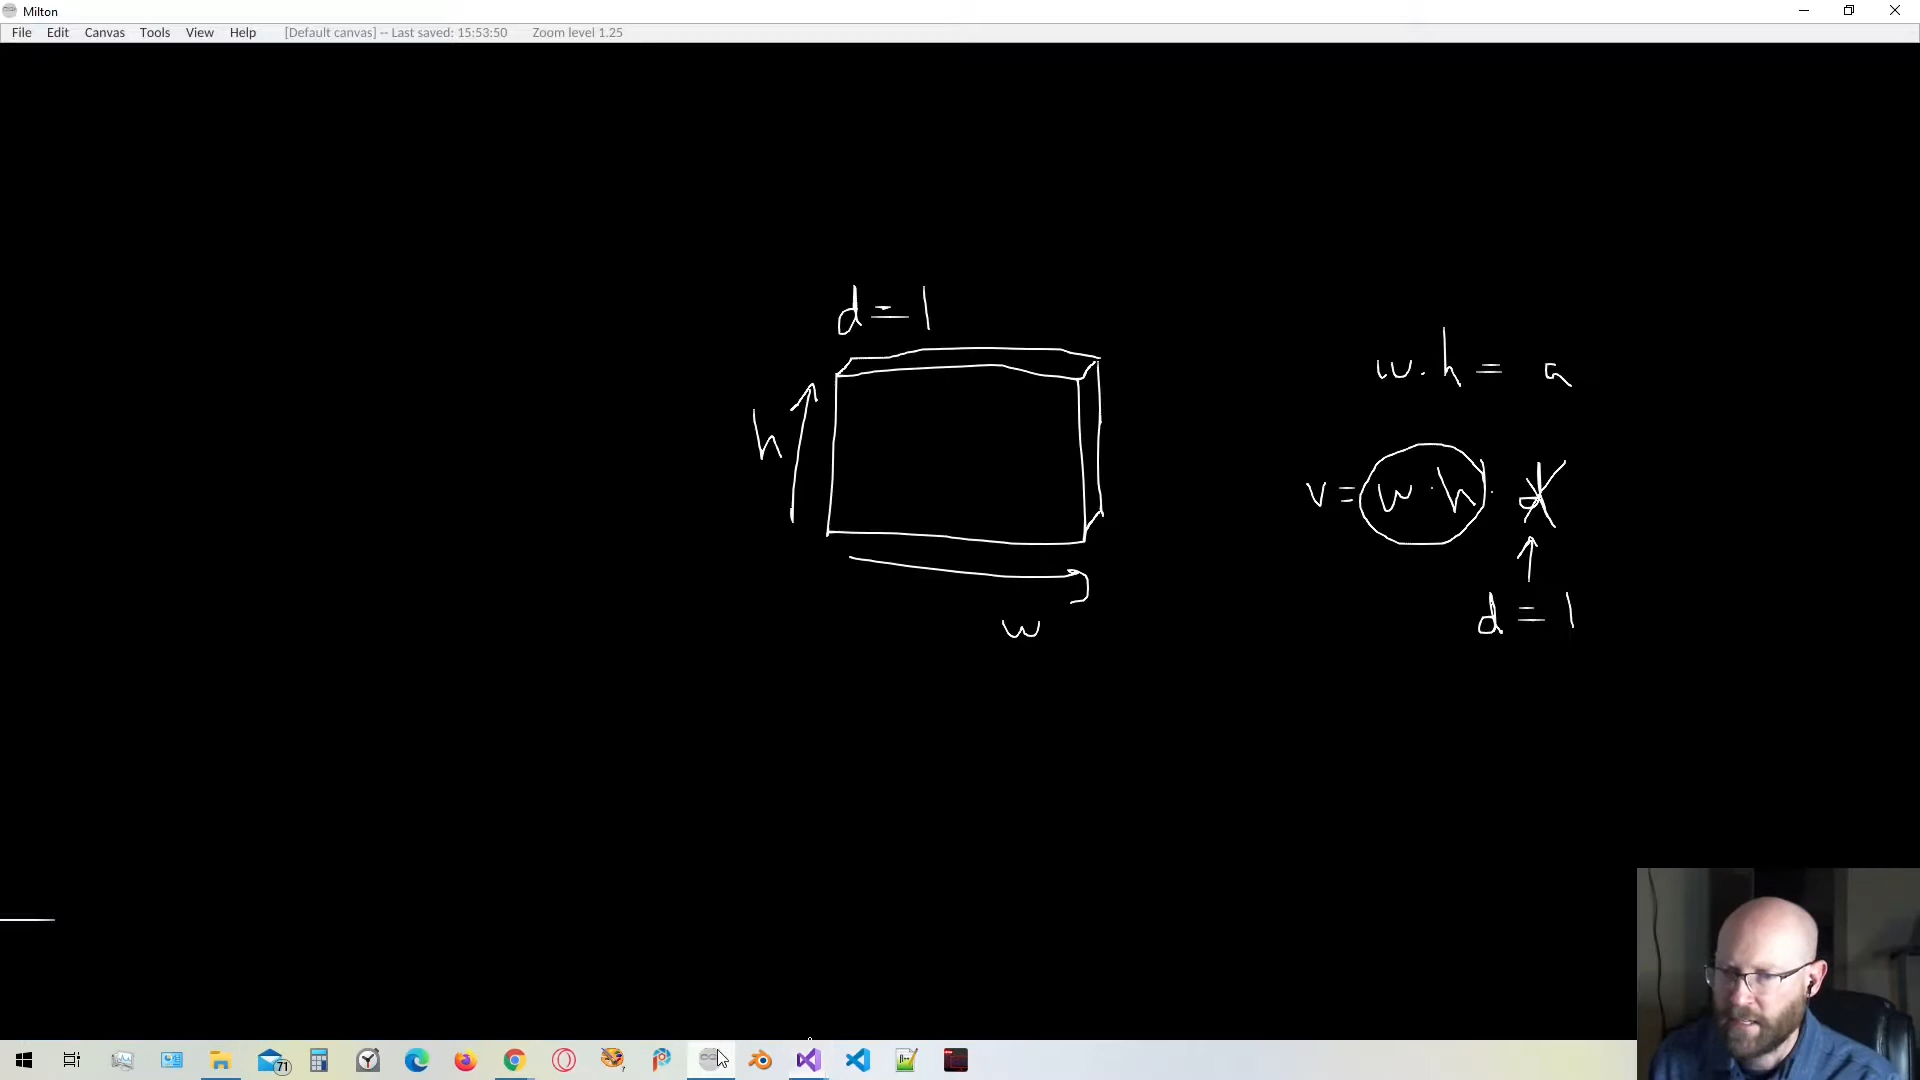 Milton
File Edit Canvas Tools View Help [Default canvas] -- Last saved: 15:53:50 Zoom level 1.25
d = 1
h
w
w . h = a
v = w · h · d
d = 1
71